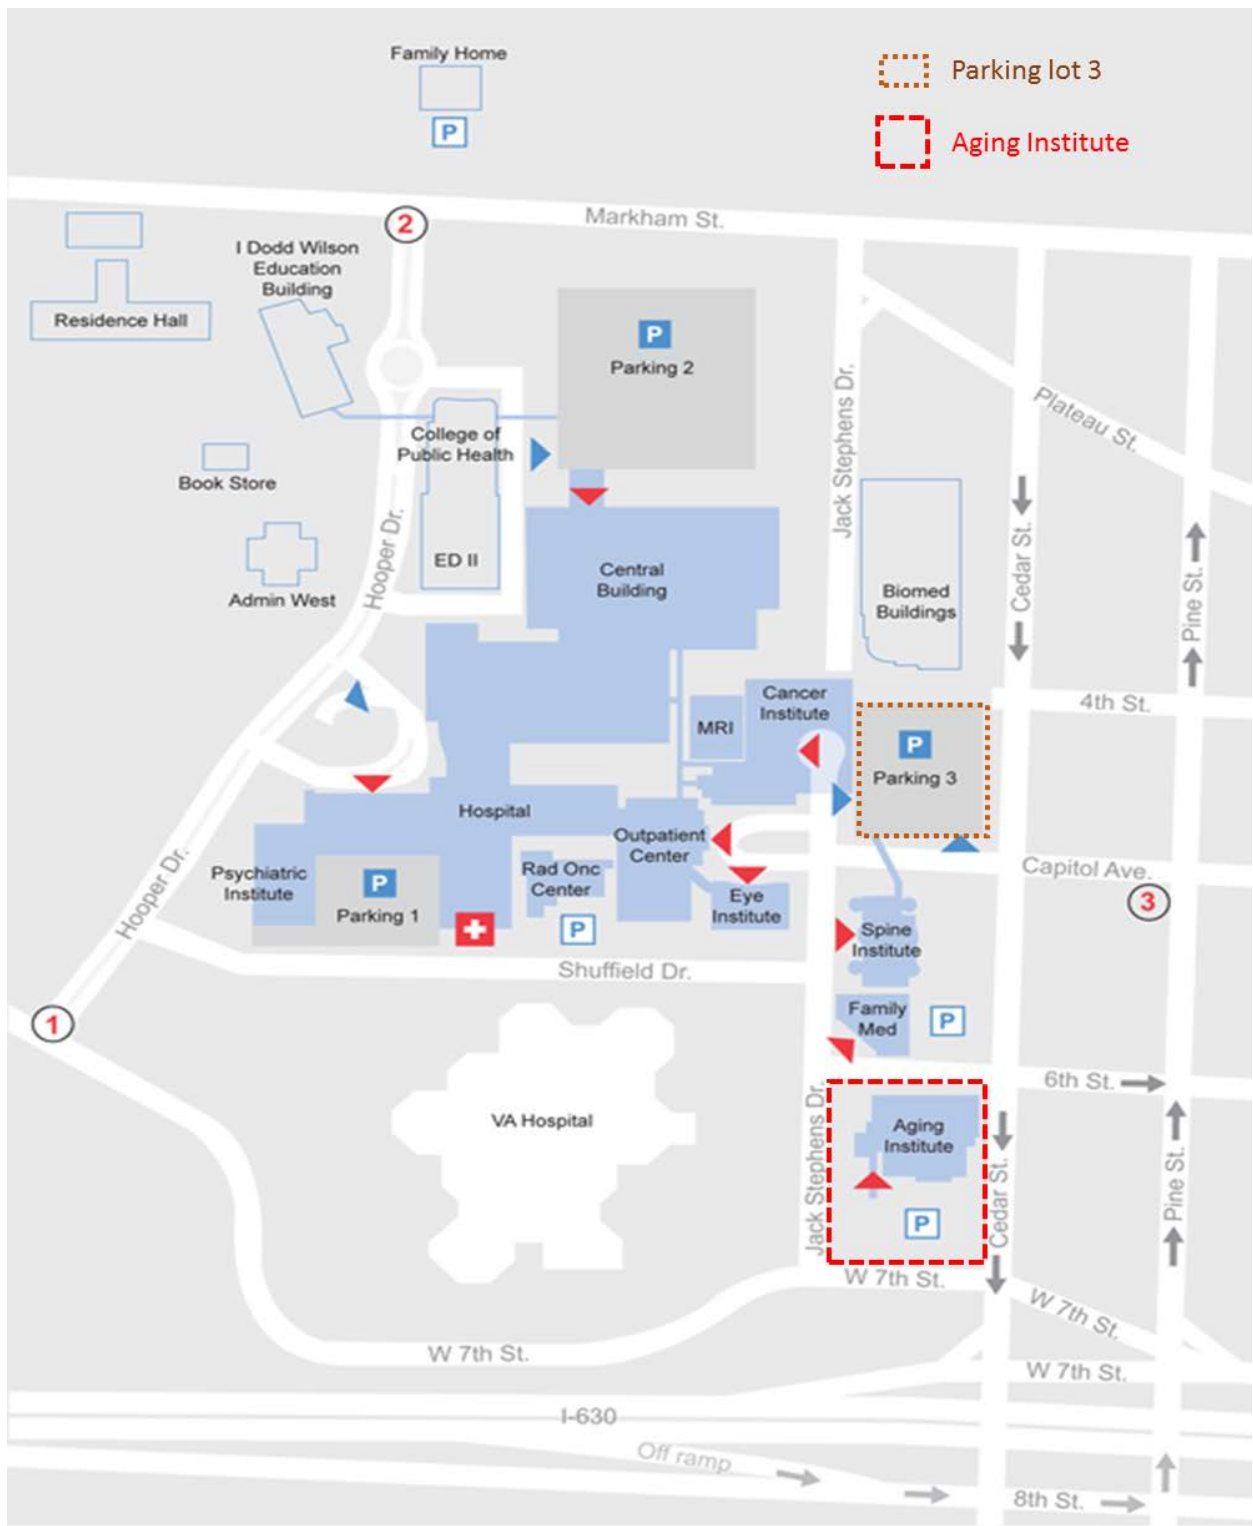 Family Home
P
Parking lot 3
Aging Institute
Markham St.
2
I Dodd Wilson
Education
Building
Residence Hall
P
Parking 2
Jack Stephens Dr.
Plateau St.
College of
Public Health
Book Store
Hooper Dr.
ED II
Admin West
Central
Building
Biomed
Buildings
Cedar St.
Pine St.
4th St.
Cancer
Institute
MRI
P
Parking 3
Hospital
Outpatient
Center
Capitol Ave.
3
Psychiatric
Institute
P
Parking 1
Rad Onc
Center
P
Eye
Institute
Spine
Institute
Hooper Dr.
Shuffield Dr.
Family
Med
P
1
6th St.
VA Hospital
Jack Stephens Dr.
Aging
Institute
P
Cedar St.
Pine St.
W 7th St.
W 7th St.
W 7th St.
W 7th St.
I-630
Off ramp
8th St.